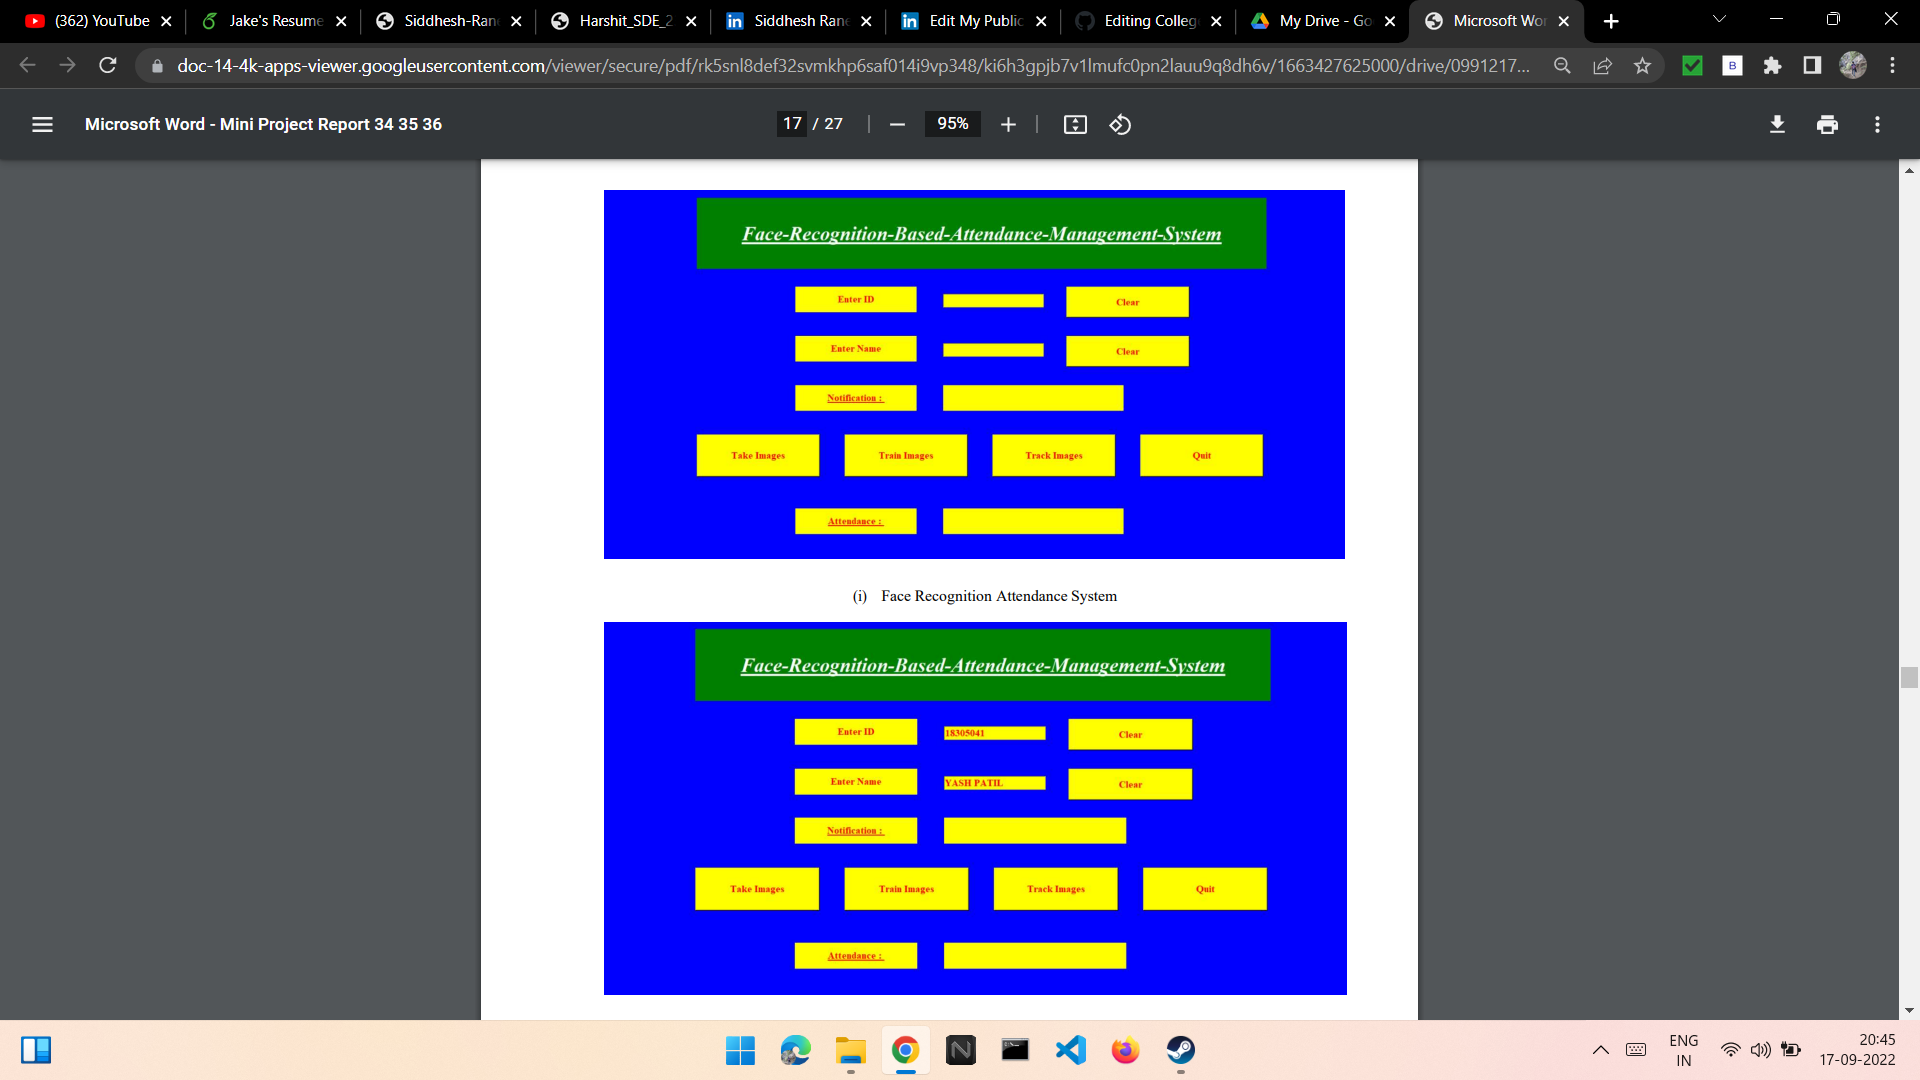 (362) YouTube
Jake's Resume
Siddhesh-Ran
Harshit_SDE_2
Siddhesh Rane
Edit My Public
Editing Colleg
My Drive - Go
Microsoft Wor
doc-14-4k-apps-viewer.googleusercontent.com/viewer/secure/pdf/rk5snl8def32svmkhp6saf014i9vp348/ki6h3gpjb7v1lmufc0pn2lauu9q8dh6v/1663427625000/drive/0991217...
Microsoft Word - Mini Project Report 34 35 36
17 / 27
95%
Face-Recognition-Based-Attendance-Management-System
Enter ID
Clear
Enter Name
Clear
Notification :
Take Images
Train Images
Track Images
Quit
Attendance :
(i) Face Recognition Attendance System
Face-Recognition-Based-Attendance-Management-System
Enter ID
18305041
Clear
Enter Name
YASH PATIL
Clear
Notification :
Take Images
Train Images
Track Images
Quit
Attendance :
ENG
IN
20:45
17-09-2022